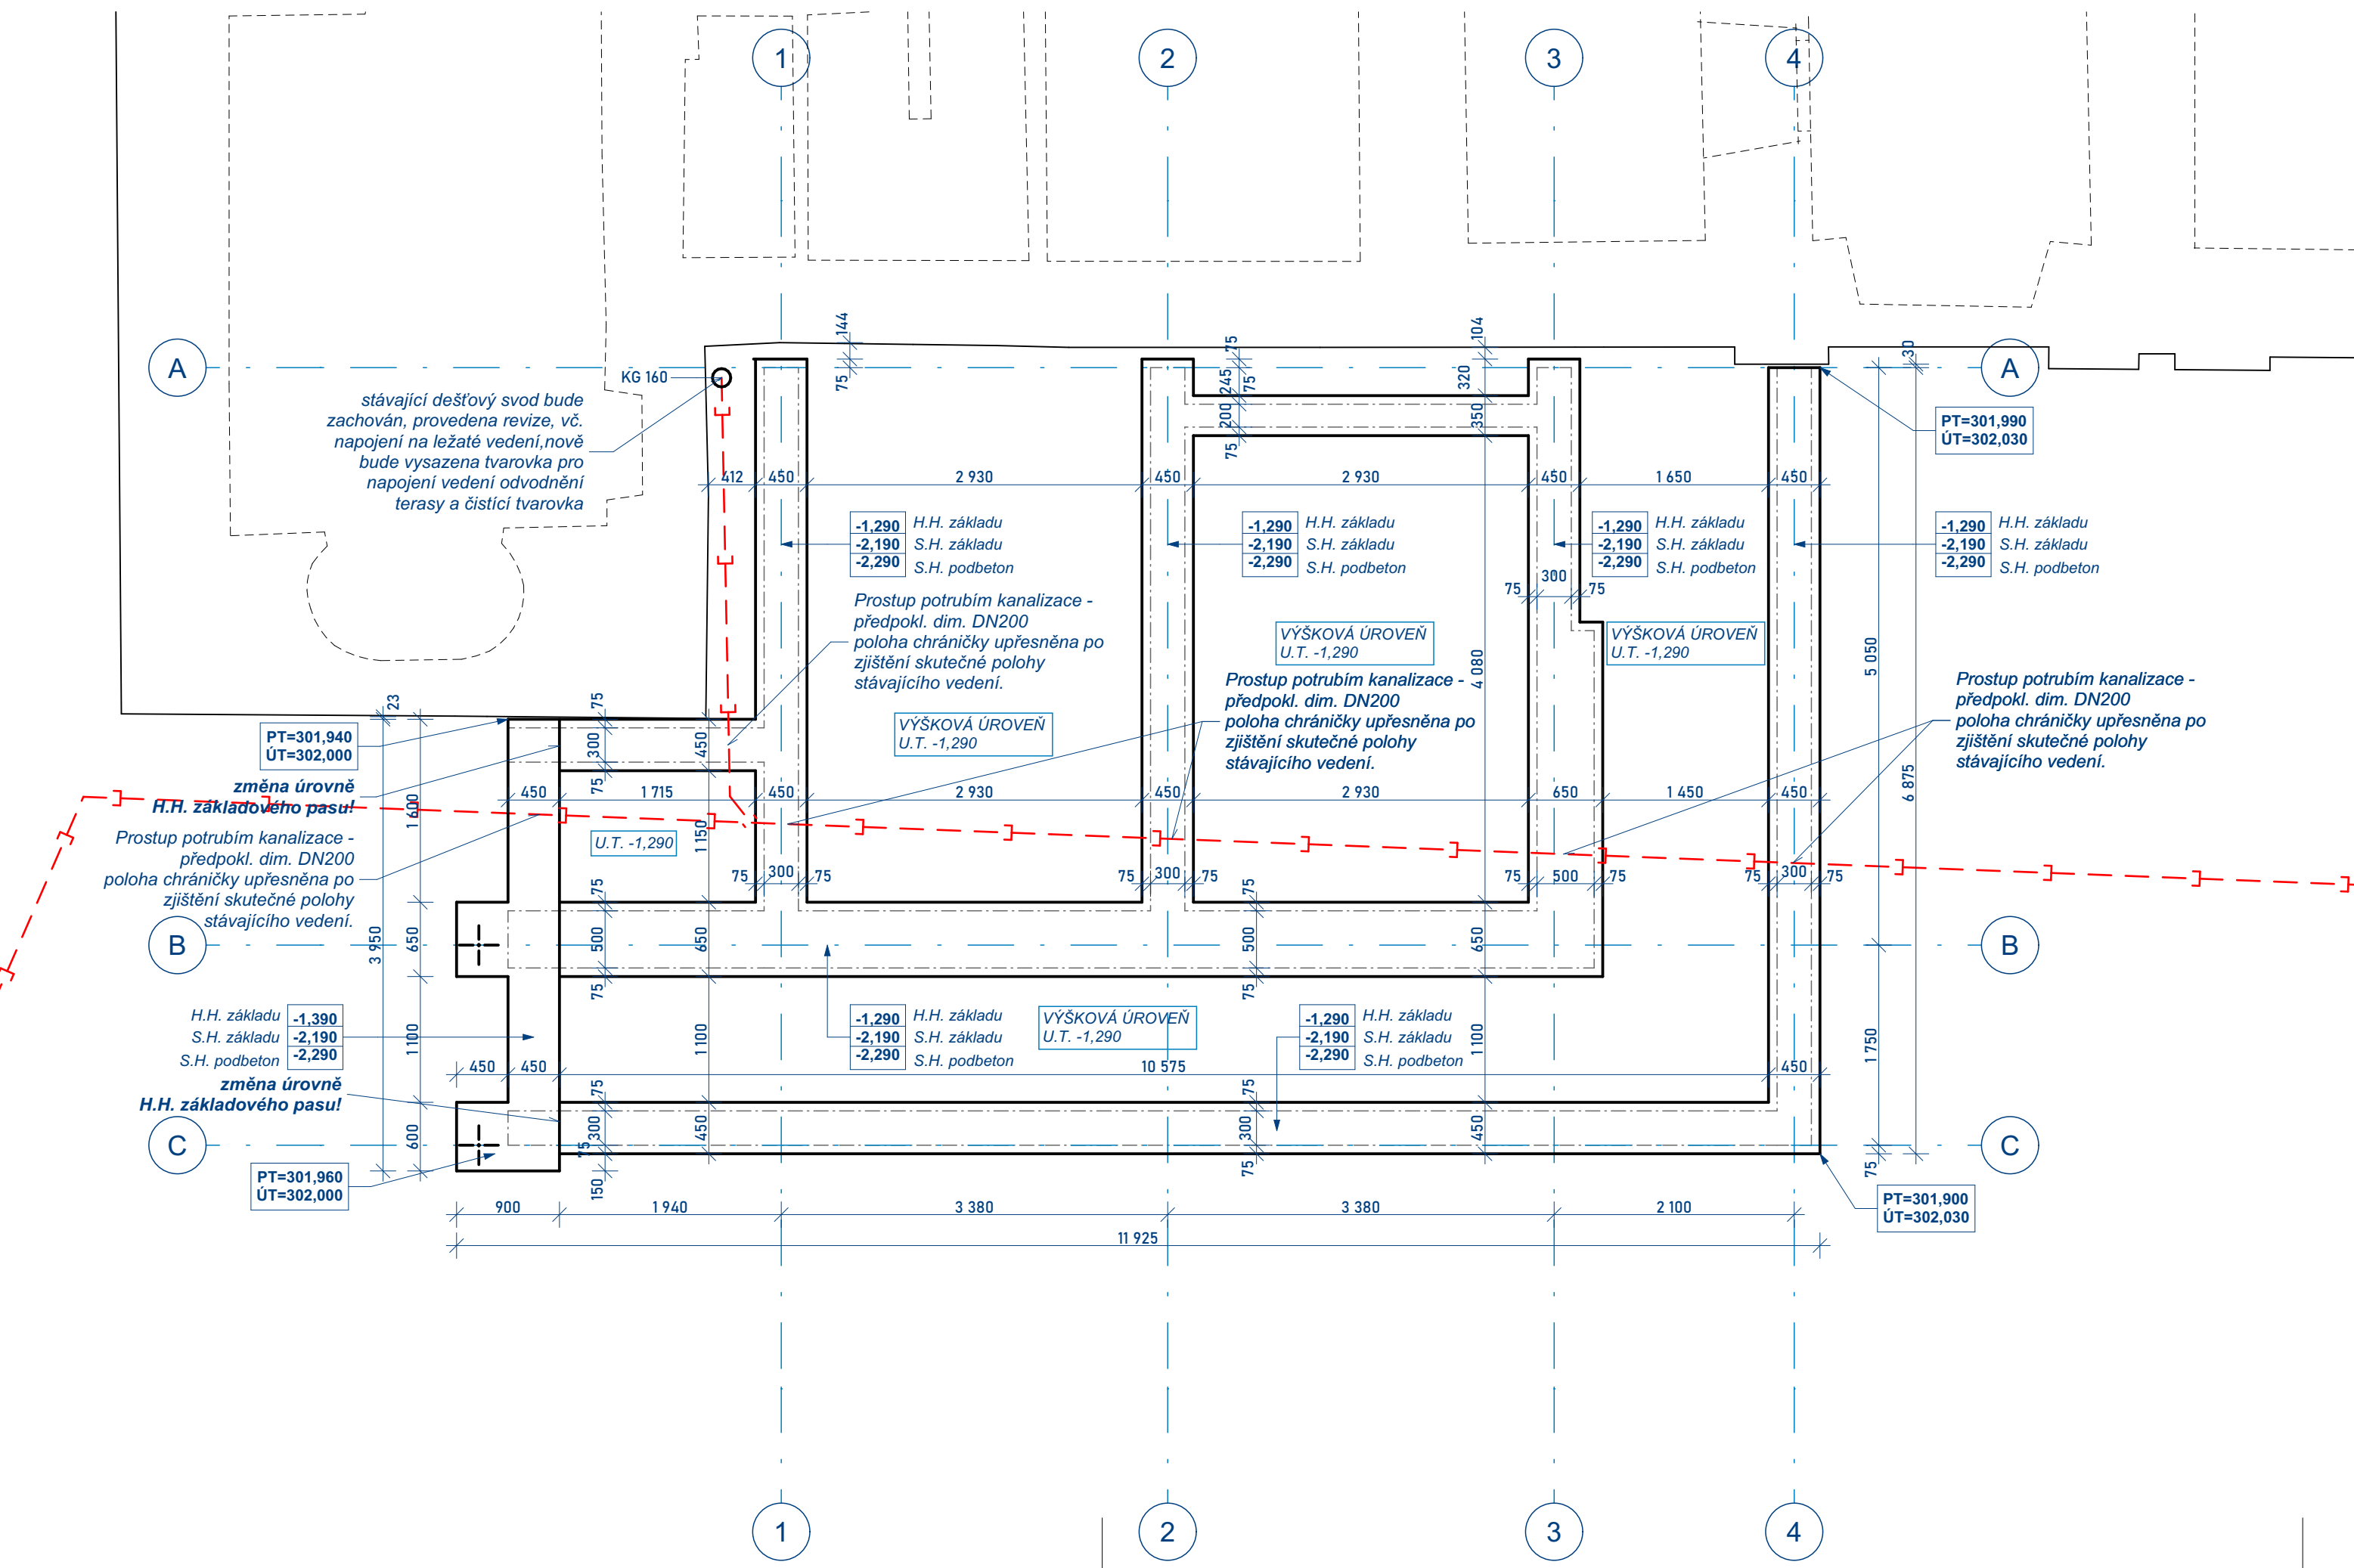 1
2
3
4
A
A
144
75
75
245
75
200
75
104
320
350
30
KG 160
stávající dešťový svod bude
zachován, provedena revize, vč.
napojení na ležaté vedení,nově
bude vysazena tvarovka pro
napojení vedení odvodnění
terasy a čistící tvarovka
PT=301,990
ÚT=302,030
412
450
2 930
450
2 930
450
1 650
450
-1,290 H.H. základu
-2,190 S.H. základu
-2,290 S.H. podbeton
-1,290 H.H. základu
-2,190 S.H. základu
-2,290 S.H. podbeton
-1,290 H.H. základu
-2,190 S.H. základu
-2,290 S.H. podbeton
-1,290 H.H. základu
-2,190 S.H. základu
-2,290 S.H. podbeton
75
300
75
Prostup potrubím kanalizace -
předpokl. dim. DN200
poloha chráničky upřesněna po
zjištění skutečné polohy
stávajícího vedení.
VÝŠKOVÁ ÚROVEŇ
U.T. -1,290
VÝŠKOVÁ ÚROVEŇ
U.T. -1,290
4 080
5 050
6 875
Prostup potrubím kanalizace -
předpokl. dim. DN200
poloha chráničky upřesněna po
zjištění skutečné polohy
stávajícího vedení.
Prostup potrubím kanalizace -
předpokl. dim. DN200
poloha chráničky upřesněna po
zjištění skutečné polohy
stávajícího vedení.
VÝŠKOVÁ ÚROVEŇ
U.T. -1,290
23
75
300
75
450
PT=301,940
ÚT=302,000
změna úrovně
H.H. základového pasu!
450
1 715
450
2 930
450
2 930
650
1 450
450
1 600
1 150
U.T. -1,290
Prostup potrubím kanalizace -
předpokl. dim. DN200
poloha chráničky upřesněna po
zjištění skutečné polohy
stávajícího vedení.
75
300
75
75
300
75
75
500
75
75
300
75
B
B
3 950
650
75
500
75
650
75
500
75
650
H.H. základu -1,390
S.H. základu -2,190
S.H. podbeton -2,290
1 100
1 100
-1,290 H.H. základu
-2,190 S.H. základu
-2,290 S.H. podbeton
VÝŠKOVÁ ÚROVEŇ
U.T. -1,290
-1,290 H.H. základu
-2,190 S.H. základu
-2,290 S.H. podbeton
1 100
1 750
450
450
10 575
450
změna úrovně
H.H. základového pasu!
C
C
600
75
300
75
150
450
75
300
75
450
75
PT=301,960
ÚT=302,000
PT=301,900
ÚT=302,030
900
1 940
3 380
3 380
2 100
11 925
1
2
3
4